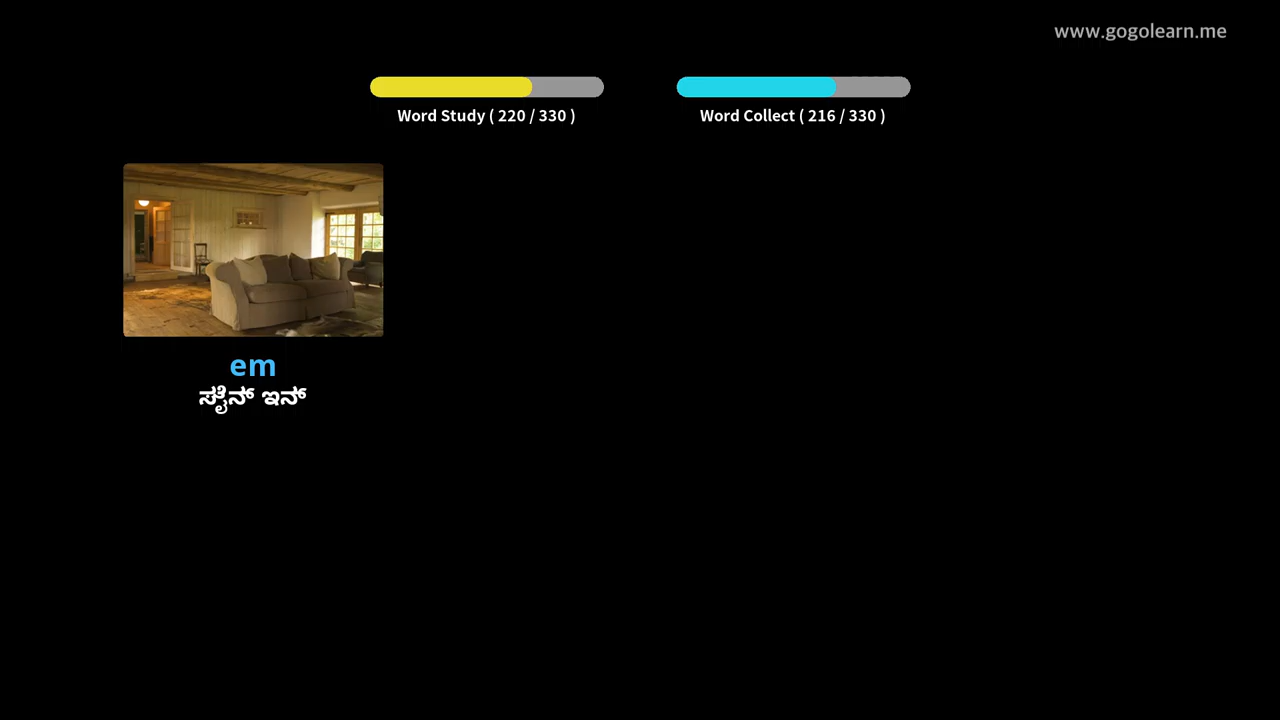 www.gogolearn.me
Word Study ( 220 / 330 )
Word Collect ( 216 / 330 )
em
ಸೈನ್ ಇನ್